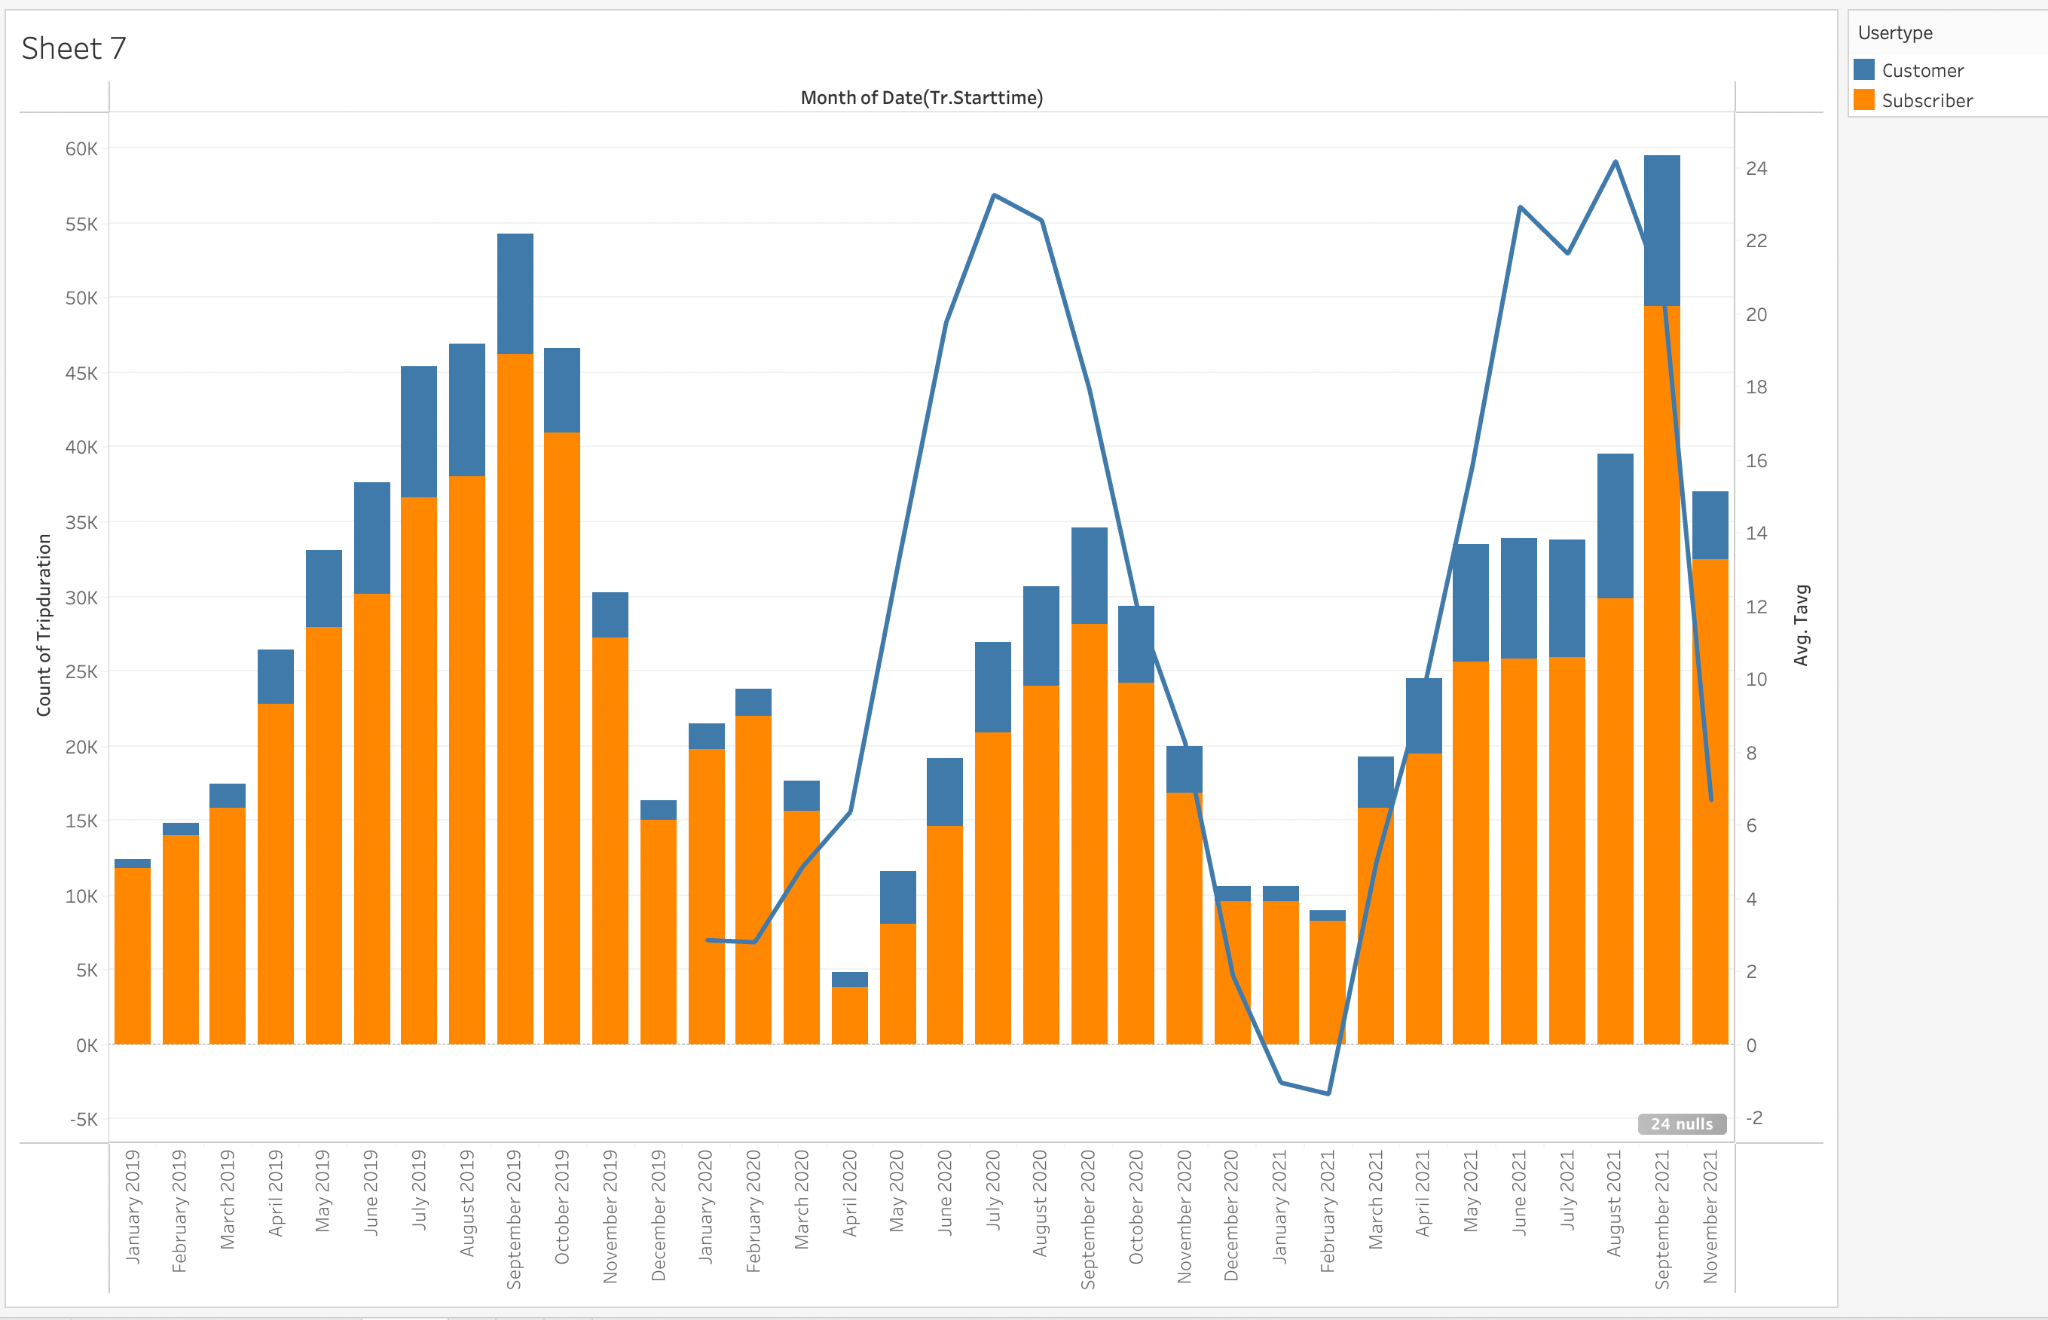 Sheet 7
Usertype
Customer
Subscriber
Month of Date(Tr.Starttime)
60K
55K
50K
45K
40K
35K
30K
25K
20K
15K
10K
5K
0K
-5K
Count of Tripduration
24
22
20
18
16
14
12
10
8
6
4
2
0
-2
Avg. Tavg
24 nulls
January 2019
February 2019
March 2019
April 2019
May 2019
June 2019
July 2019
August 2019
September 2019
October 2019
November 2019
December 2019
January 2020
February 2020
March 2020
April 2020
May 2020
June 2020
July 2020
August 2020
September 2020
October 2020
November 2020
December 2020
January 2021
February 2021
March 2021
April 2021
May 2021
June 2021
July 2021
August 2021
September 2021
November 2021